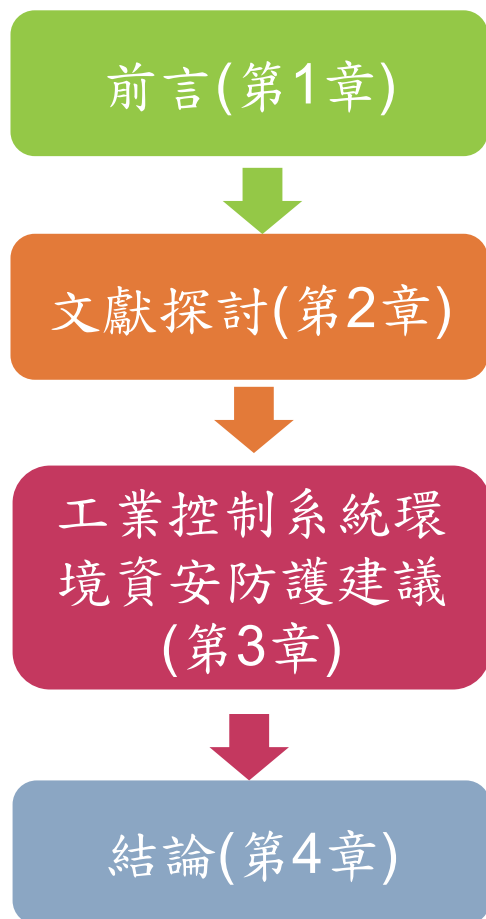 前言(第1章)
文獻探討(第2章)
工業控制系統環
境資安防護建議
(第3章)
結論(第4章)